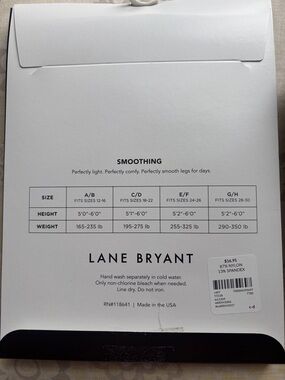 SMOOTHING
Perfectly light. Perfectly comfy. Perfectly smooth legs for days.
SIZE A/B C/D E/F G/H
FITS SIZES 12-16 FITS SIZES 18-22 FITS SIZES 24-26 FITS SIZES 28-30
HEIGHT 5'0"-6'0" 5'1"-6'0" 5'2"-6'0" 5'2"-6'0"
WEIGHT 165-235 lb 195-275 lb 255-325 lb 290-350 lb
LANE BRYANT
Hand wash separately in cold water.
Only non-chlorine bleach when needed.
Line dry. Do not iron.
RN#118641 | Made in the USA
$16.95
87% NYLON
13% SPANDEX